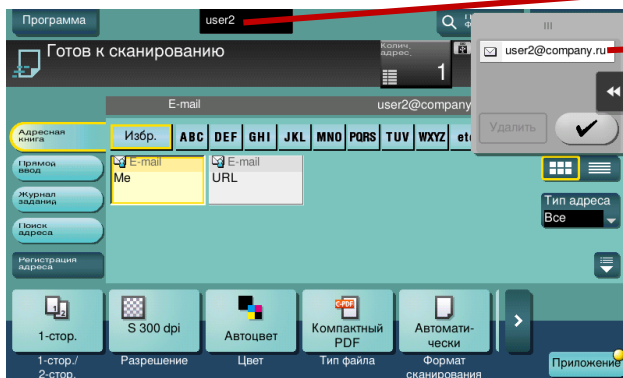 Программа
user2
Готов к сканированию
Колич. адрес.
1
user2@company.ru
Удалить
E-mail
user2@company
Адресная
книга
Избр.
ABC
DEF
GHI
JKL
MNO
PQRS
TUV
WXYZ
etc
Прямой
ввод
E-mail
Me
E-mail
URL
Журнал
заданий
Тип адреса
Все
Поиск
адреса
Регистрация
адреса
1-стор.
S 300 dpi
Автоцвет
C-PDF
Компактный
PDF
Автомати-
чески
1-стор./
2-стор.
Разрешение
Цвет
Тип файла
Формат
сканирования
Приложение